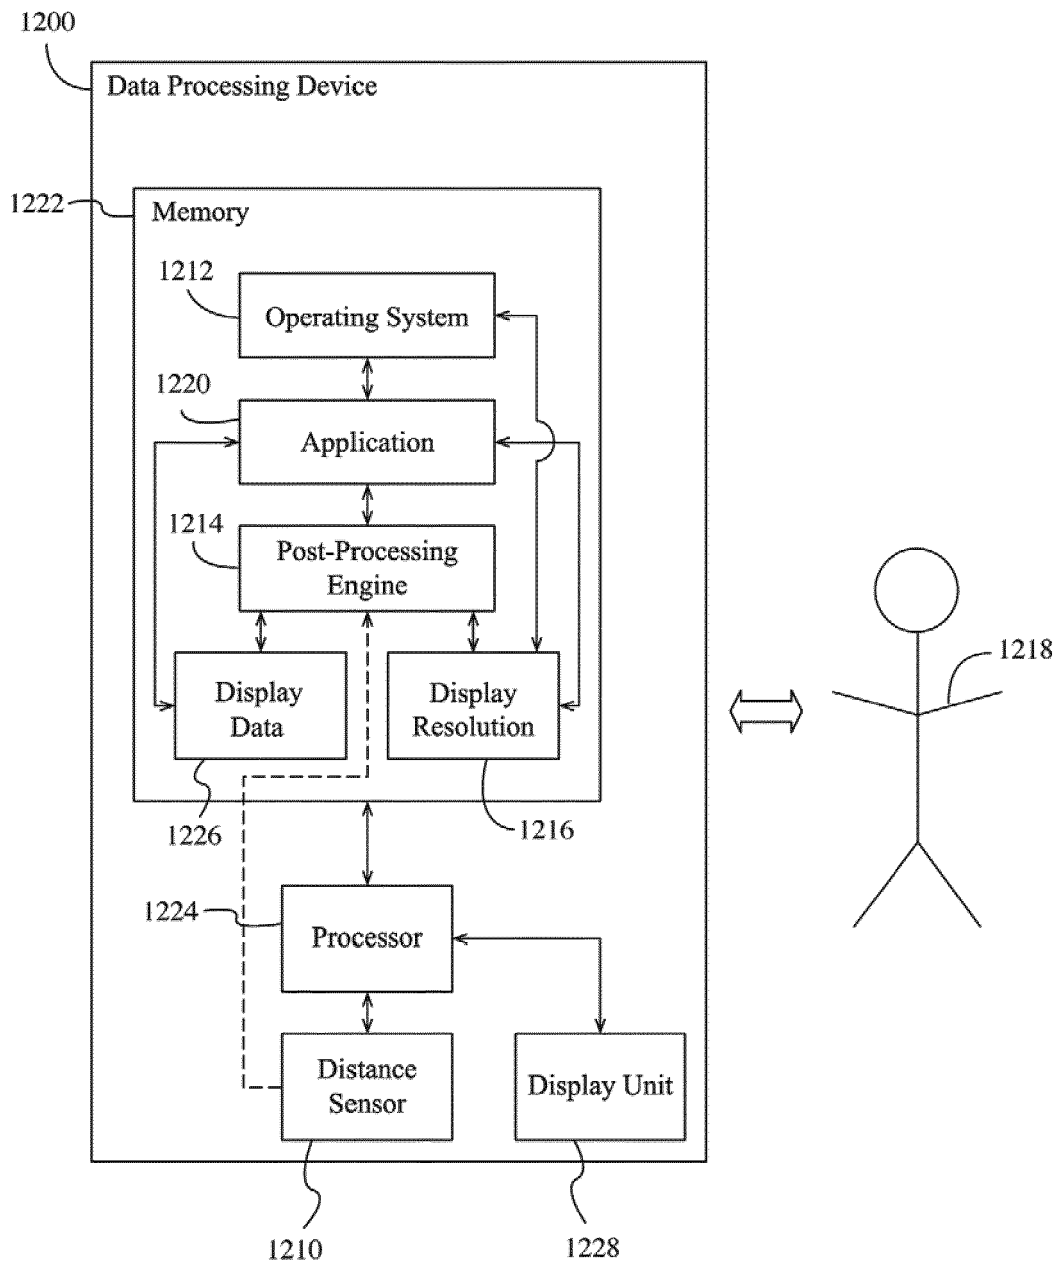 1200
Data Processing Device
1222
Memory
1212
Operating System
1220
Application
1214
Post-Processing
Engine
Display
Data
Display
Resolution
1218
1226
1216
1224
Processor
Distance
Sensor
Display Unit
1210
1228